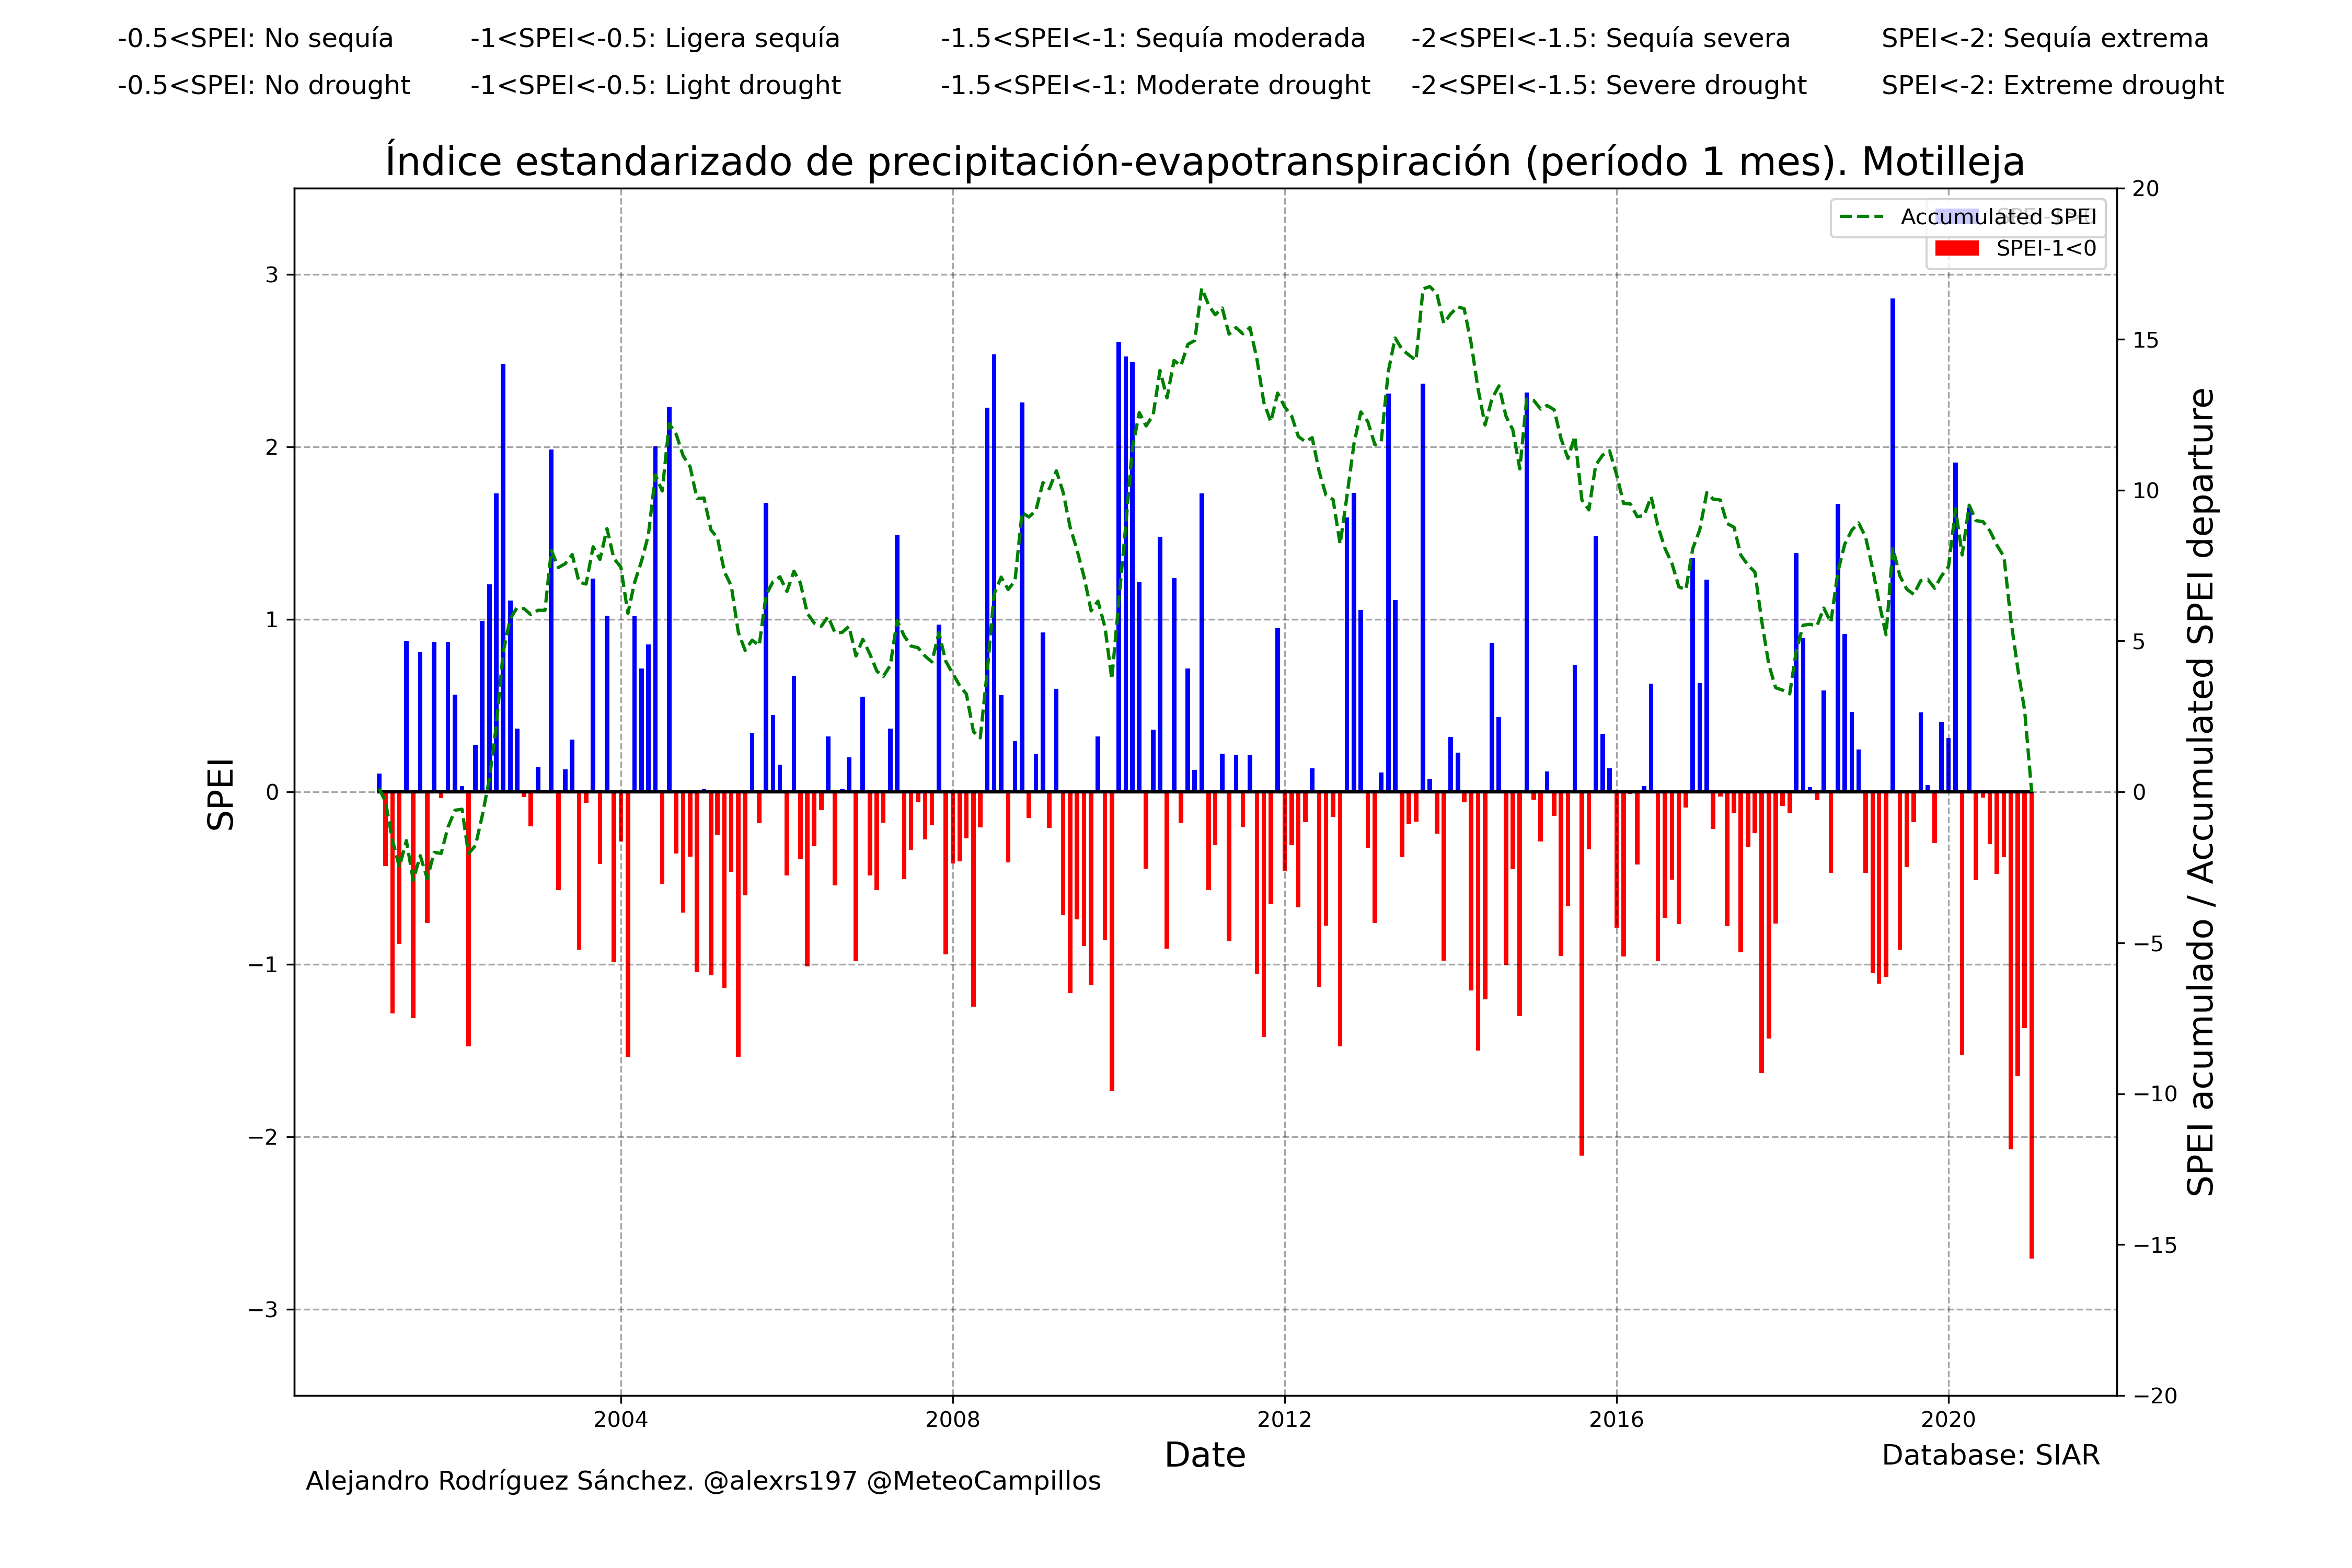 -0.5<SPEI: No sequía -1<SPEI<-0.5: Ligera sequía -1.5<SPEI<-1: Sequía moderada -2<SPEI<-1.5: Sequía severa SPEI<-2: Sequía extrema
-0.5<SPEI: No drought -1<SPEI<-0.5: Light drought -1.5<SPEI<-1: Moderate drought -2<SPEI<-1.5: Severe drought SPEI<-2: Extreme drought
Índice estandarizado de precipitación-evapotranspiración (período 1 mes). Motilleja
Accumulated SPEI
SPEI-1<0
SPEI
3
2
1
0
−1
−2
−3
20
15
10
5
0
−5
−10
−15
−20
SPEI acumulado / Accumulated SPEI departure
2004 2008 2012 2016 2020
Date
Database: SIAR
Alejandro Rodríguez Sánchez. @alexrs197 @MeteoCampillos